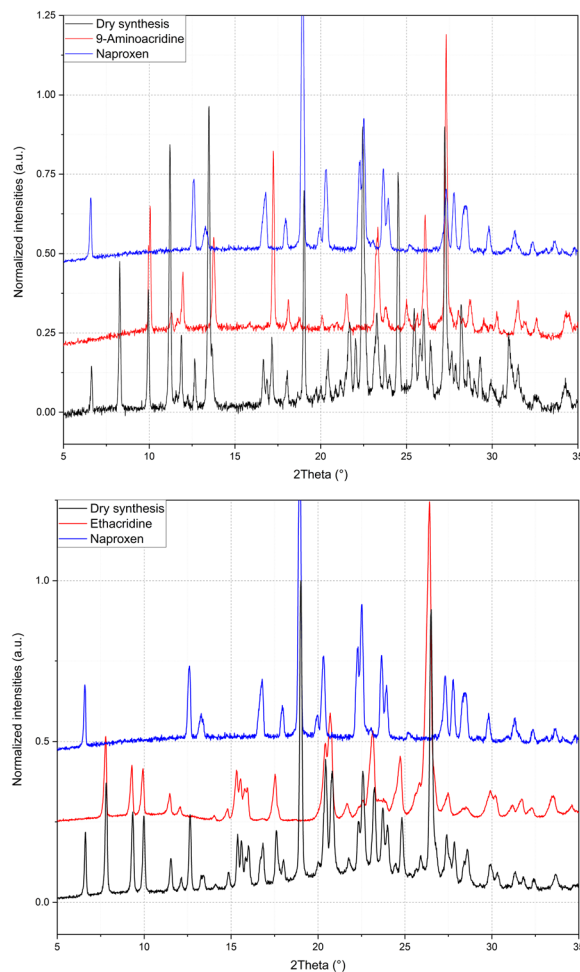 1.25
Dry synthesis
9-Aminoacridine
Naproxen
1.00
0.75
0.50
0.25
0.00
Normalized intensities (a.u.)
5 10 15 20 25 30 35
2Theta (°)
Dry synthesis
Ethacridine
Naproxen
1.0
0.5
0.0
Normalized intensities (a.u.)
5 10 15 20 25 30 35
2Theta (°)